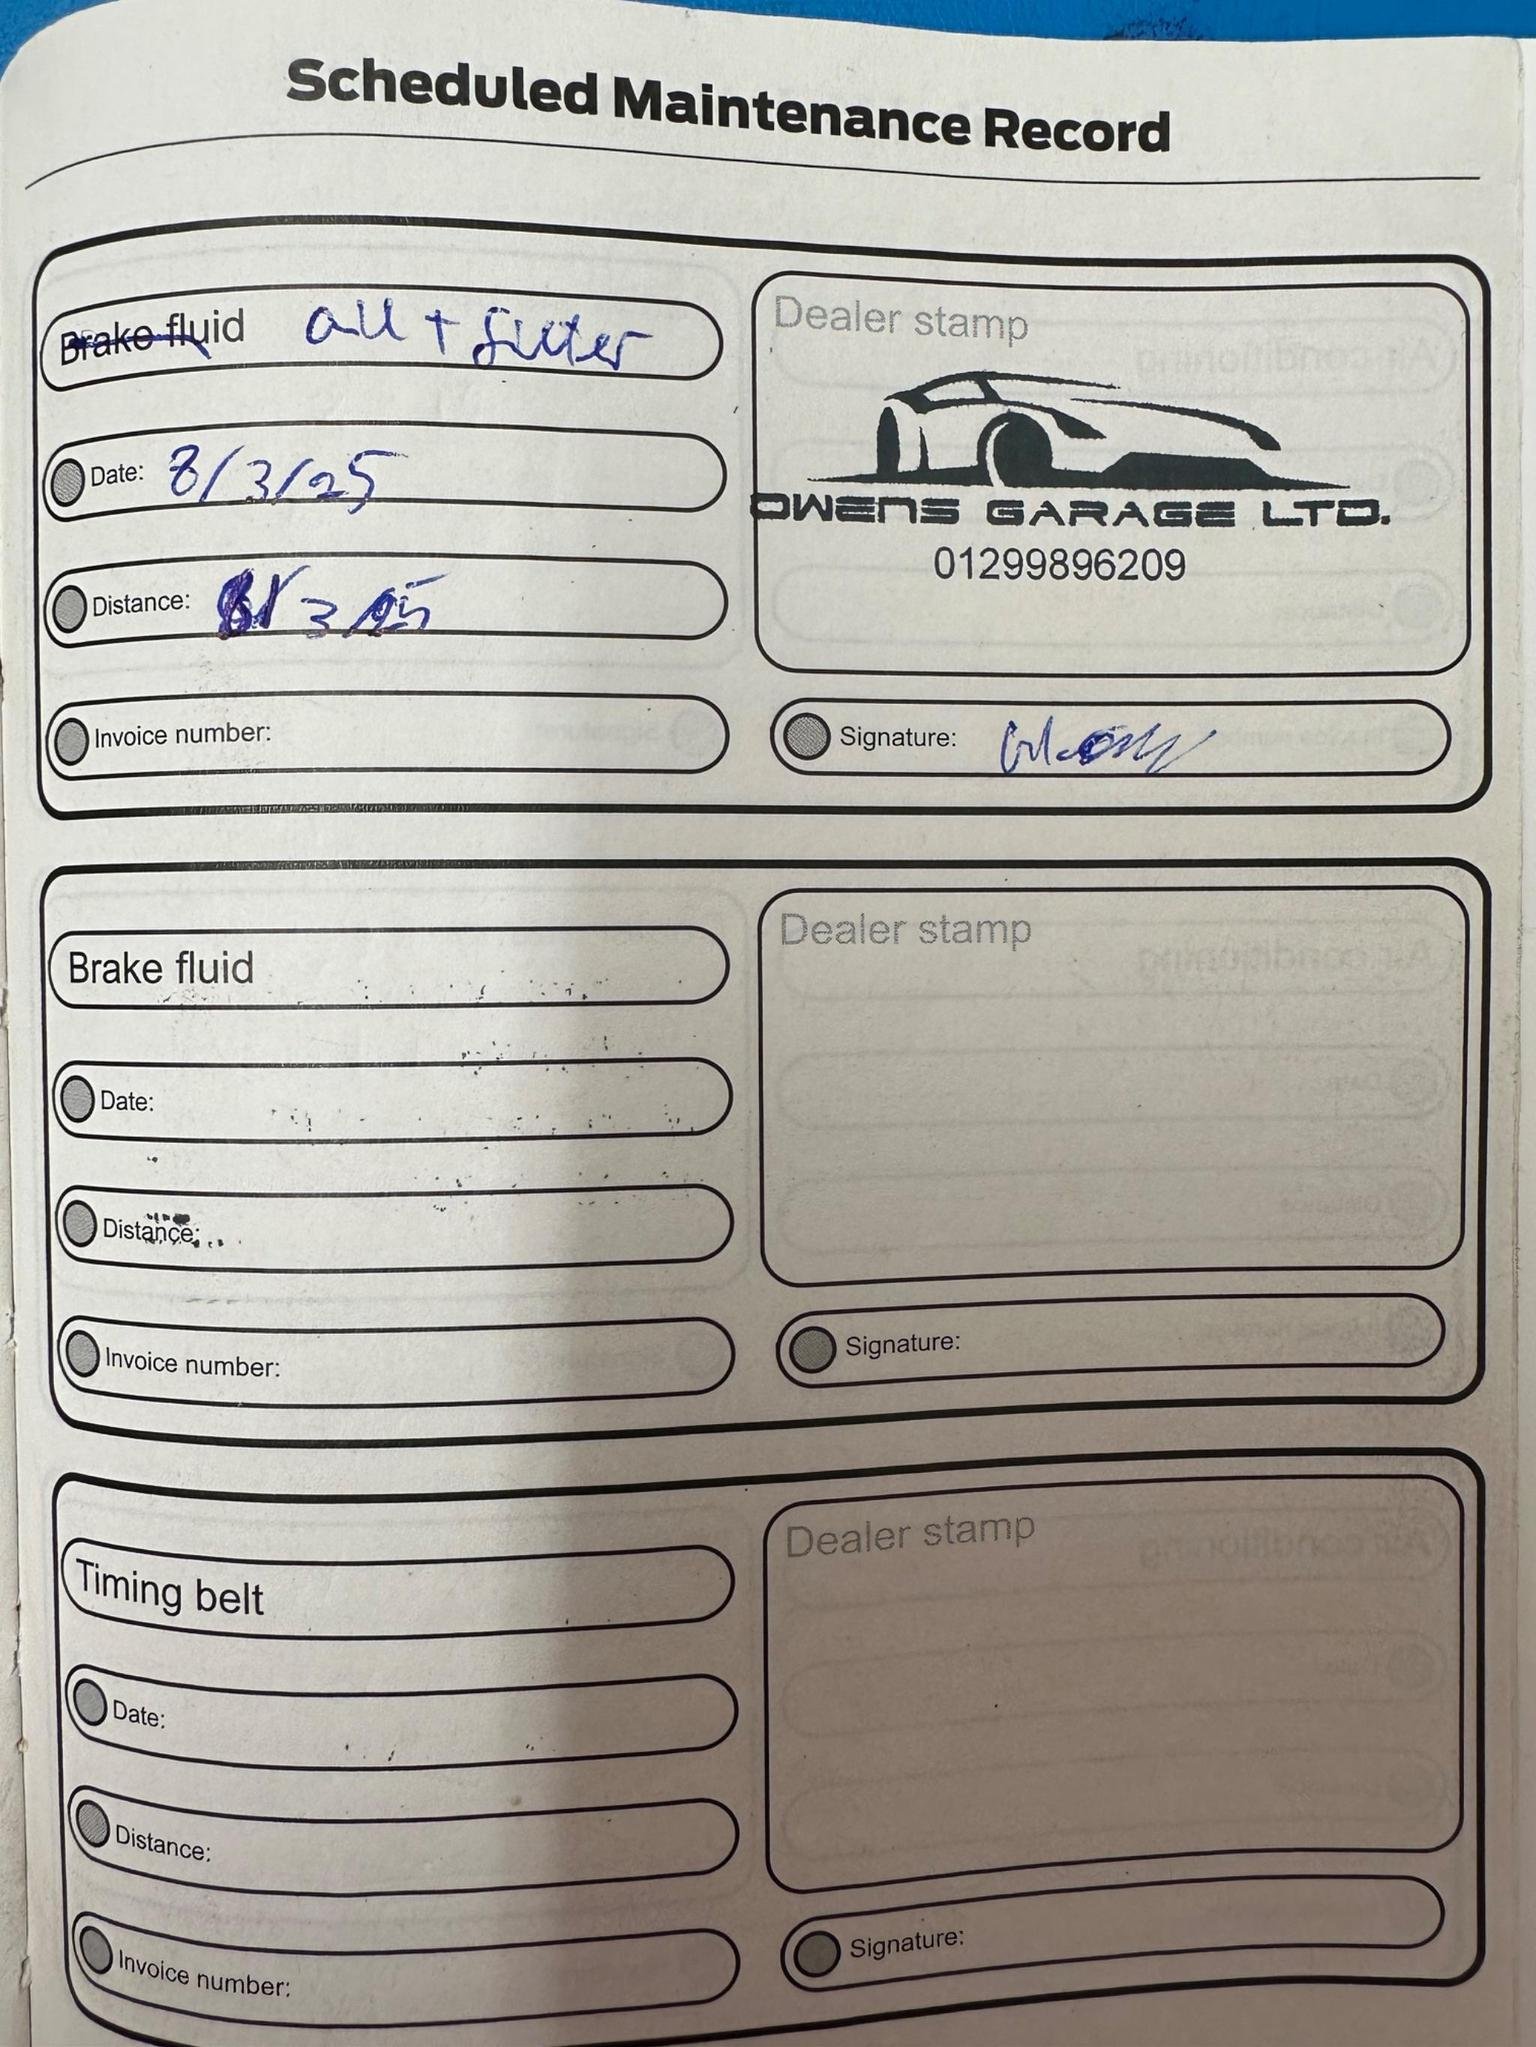 Scheduled Maintenance Record
Brake fluid oil + filter
Dealer stamp
Date: 8/3/25
OWENS GARAGE LTD.
01299896209
Distance:
Invoice number:
Signature:
Brake fluid
Dealer stamp
Date:
Distance:
Invoice number:
Signature:
Timing belt
Dealer stamp
Date:
Distance:
Invoice number:
Signature: